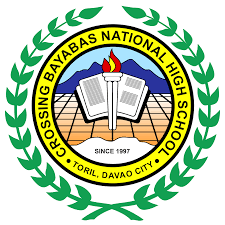 CROSSING BAYABAS NATIONAL HIGH SCHOOL
SINCE 1997
• TORIL, DAVAO CITY •